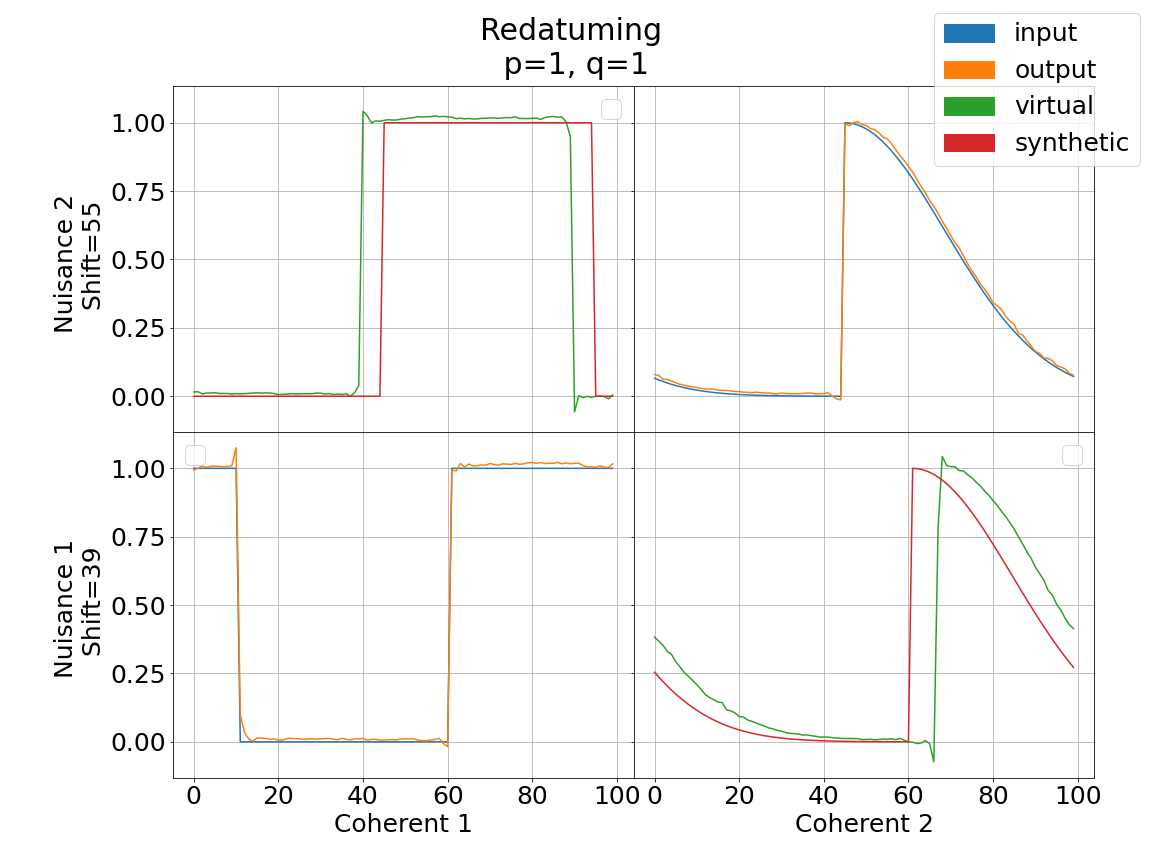 Redatuming
p=1, q=1
input
output
virtual
synthetic
Nuisance 2
Shift=55
1.00
0.75
0.50
0.25
0.00
Nuisance 1
Shift=39
1.00
0.75
0.50
0.25
0.00
0 20 40 60 80 100
0 20 40 60 80 100
Coherent 1
Coherent 2